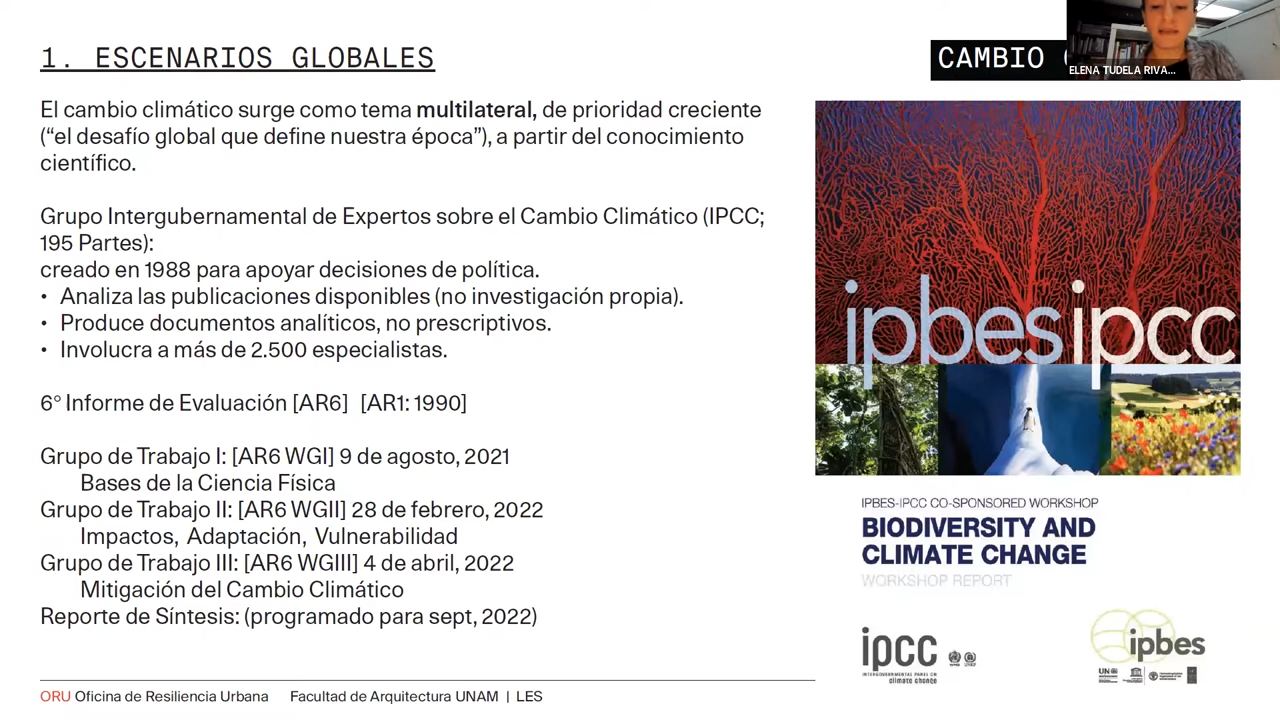 1. ESCENARIOS GLOBALES
CAMBIO
ELENA TUDELA RIVA...
El cambio climático surge como tema multilateral, de prioridad creciente
(“el desafío global que define nuestra época”), a partir del conocimiento
científico.
Grupo Intergubernamental de Expertos sobre el Cambio Climático (IPCC;
195 Partes):
creado en 1988 para apoyar decisiones de política.
• Analiza las publicaciones disponibles (no investigación propia).
• Produce documentos analíticos, no prescriptivos.
• Involucra a más de 2.500 especialistas.
6° Informe de Evaluación [AR6] [AR1: 1990]
Grupo de Trabajo I: [AR6 WGI] 9 de agosto, 2021
Bases de la Ciencia Física
Grupo de Trabajo II: [AR6 WGII] 28 de febrero, 2022
Impactos, Adaptación, Vulnerabilidad
Grupo de Trabajo III: [AR6 WGIII] 4 de abril, 2022
Mitigación del Cambio Climático
Reporte de Síntesis: (programado para sept, 2022)
ipbes ipcc
IPBES-IPCC CO-SPONSORED WORKSHOP
BIODIVERSITY AND
CLIMATE CHANGE
WORKSHOP REPORT
ipcc
INTERGOVERNMENTAL PANEL ON
climate change
ipbes
ORU Oficina de Resiliencia Urbana Facultad de Arquitectura UNAM | LES